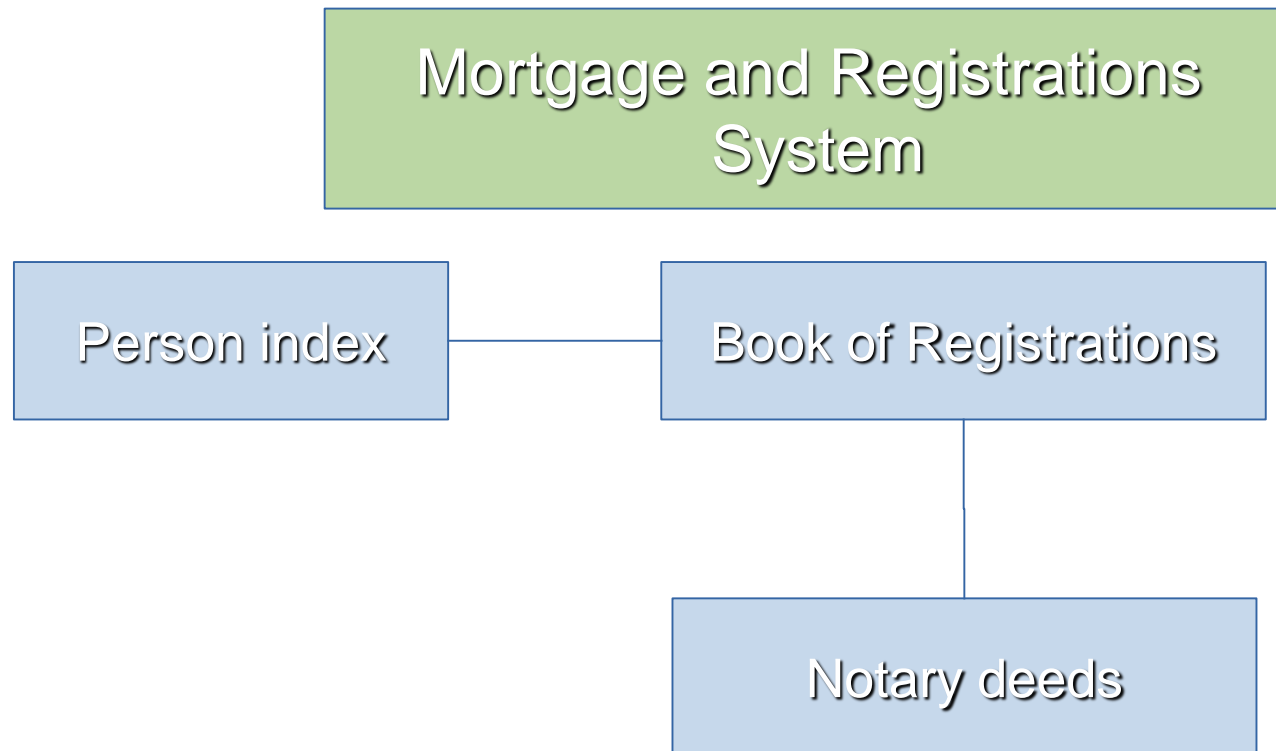 Mortgage and Registrations
System
Person index
Book of Registrations
Notary deeds